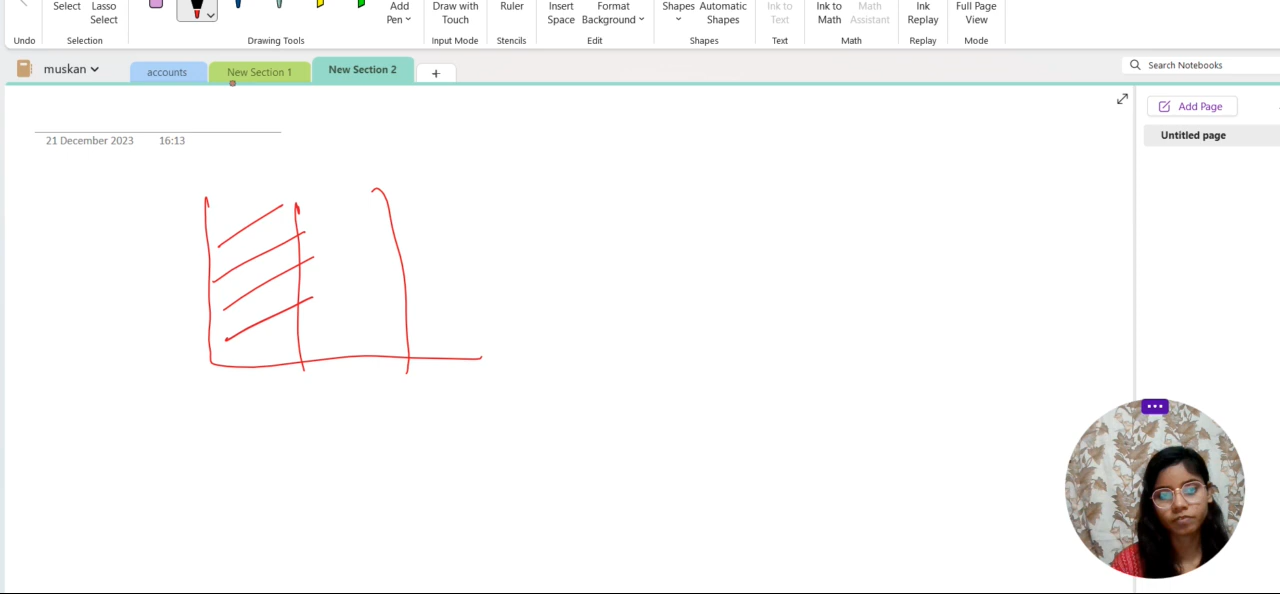 Select Lasso Select Add Pen Draw with Touch Ruler Insert Space Format Background Shapes Automatic Shapes Ink to Text Ink to Math Math Assistant Ink Replay Full Page View
Undo Selection Drawing Tools Input Mode Stencils Edit Shapes Text Math Replay Mode
muskan accounts New Section 1 New Section 2 + Search Notebooks
Add Page
21 December 2023 16:13 Untitled page